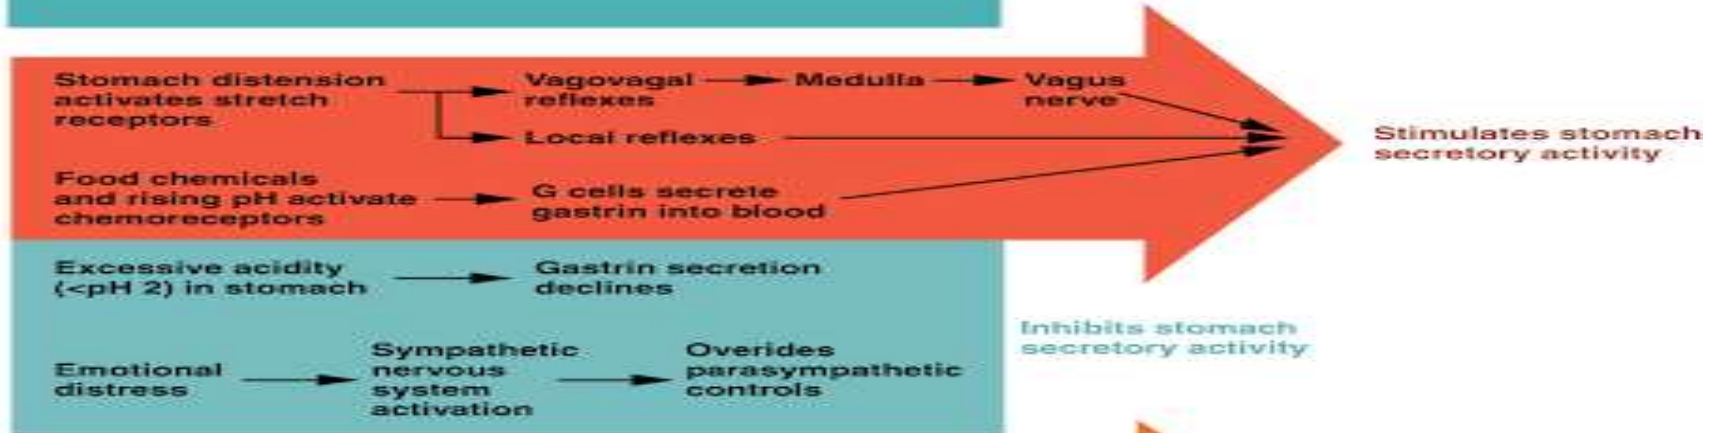 Stomach distension
activates stretch
receptors
Vagovagal
reflexes
Medulla
Vagus
nerve
Local reflexes
Food chemicals
and rising pH activate
chemoreceptors
G cells secrete
gastrin into blood
Stimulates stomach
secretory activity
Excessive acidity
(<pH 2) in stomach
Gastrin secretion
declines
Emotional
distress
Sympathetic
nervous
system
activation
Overides
parasympathetic
controls
Inhibits stomach
secretory activity